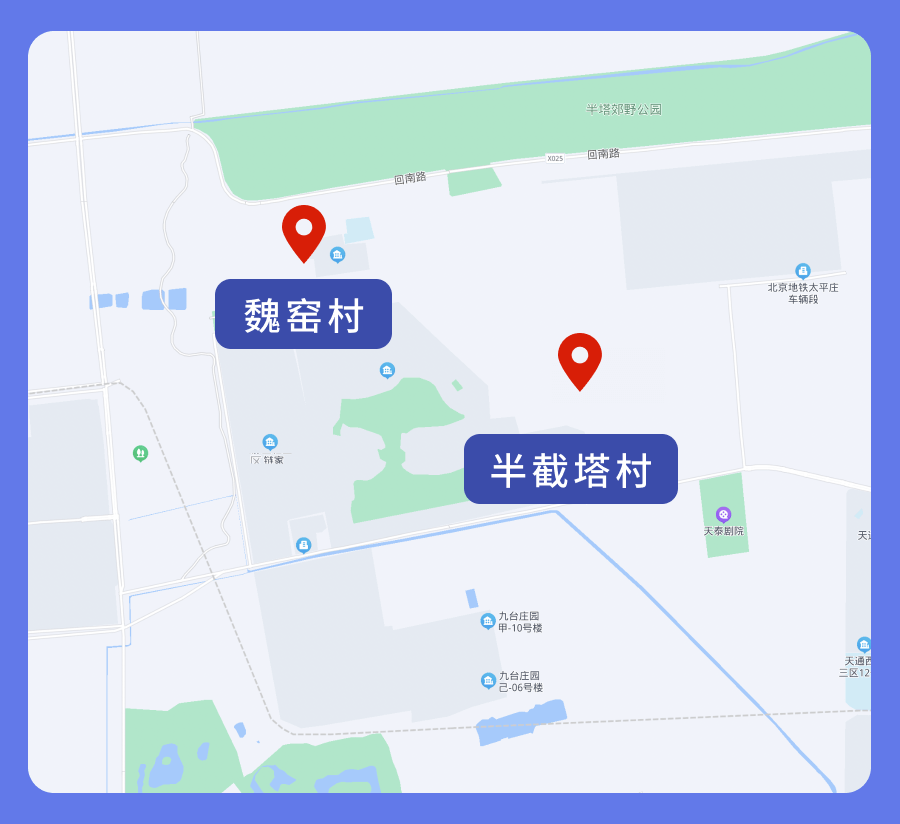 半塔郊野公园
回南路
X025
回南路
北京地铁太平庄
车辆段
魏窑村
半截塔村
天泰剧院
九台庄园
甲-10号楼
九台庄园
己-06号楼
天通西
三区12